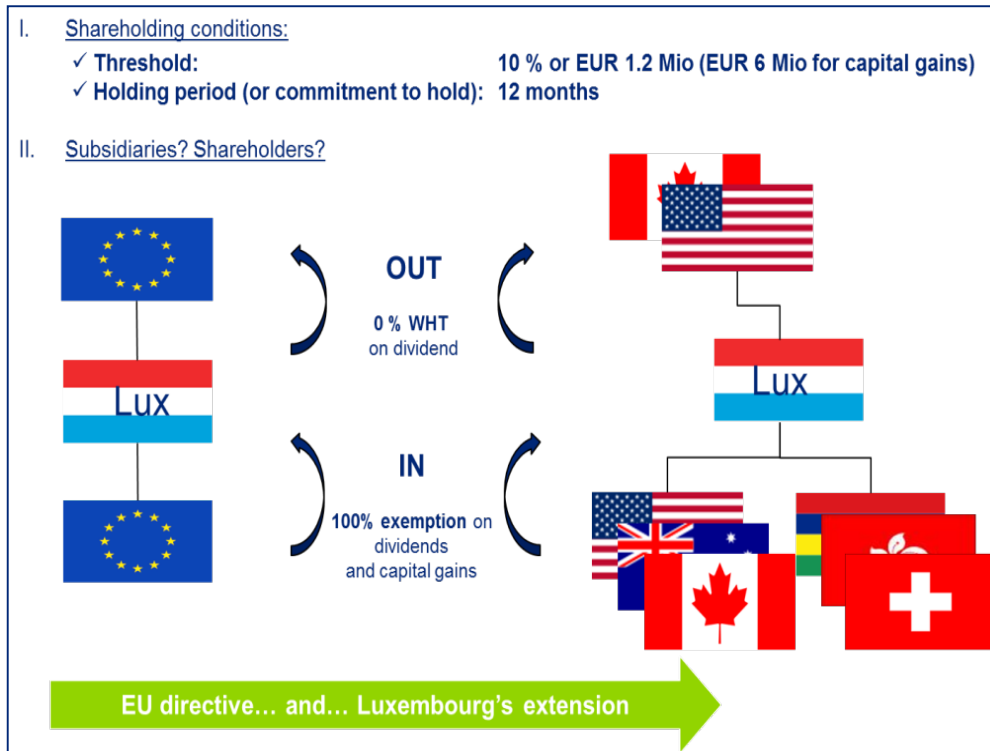 I. Shareholding conditions:
✓ Threshold: 10 % or EUR 1.2 Mio (EUR 6 Mio for capital gains)
✓ Holding period (or commitment to hold): 12 months
II. Subsidiaries? Shareholders?
OUT
0 % WHT
on dividend
Lux
Lux
IN
100% exemption on
dividends
and capital gains
EU directive… and… Luxembourg’s extension